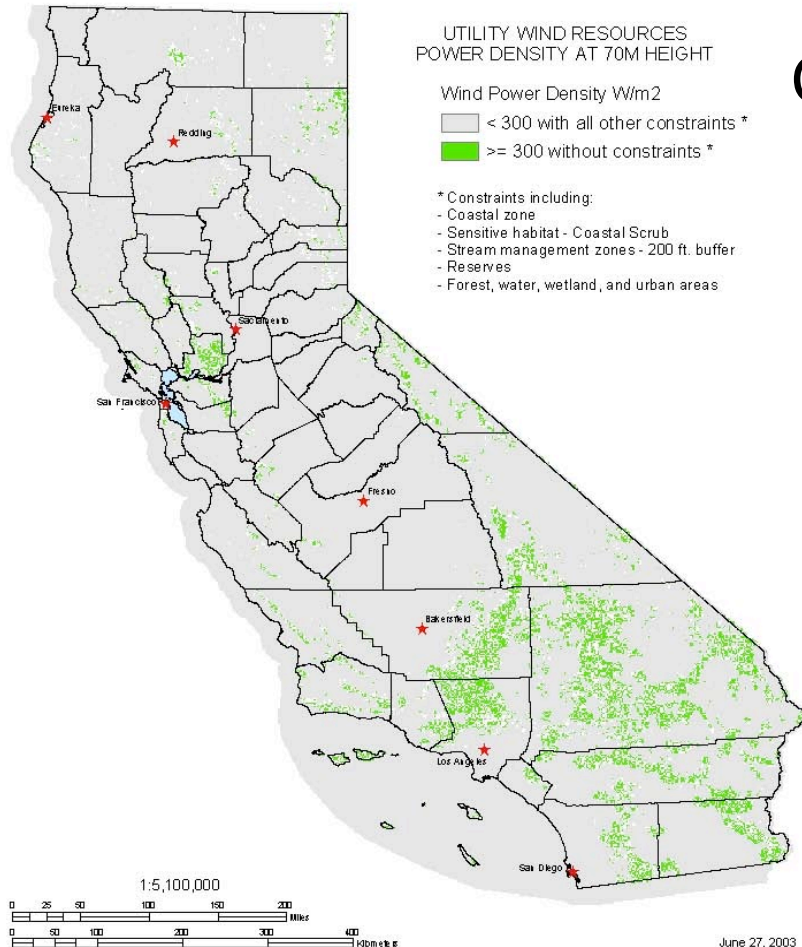 UTILITY WIND RESOURCES
POWER DENSITY AT 70M HEIGHT
Wind Power Density W/m2
< 300 with all other constraints *
>= 300 without constraints *
* Constraints including:
- Coastal zone
- Sensitive habitat - Coastal Scrub
- Stream management zones - 200 ft. buffer
- Reserves
- Forest, water, wetland, and urban areas
Eureka
Redding
Sacramento
San Francisco
Fresno
Bakersfield
Los Angeles
San Diego
1:5,100,000
0 25 50 100 150 200
Miles
0 50 100 200 300 400
Kilometers
June 27, 2003